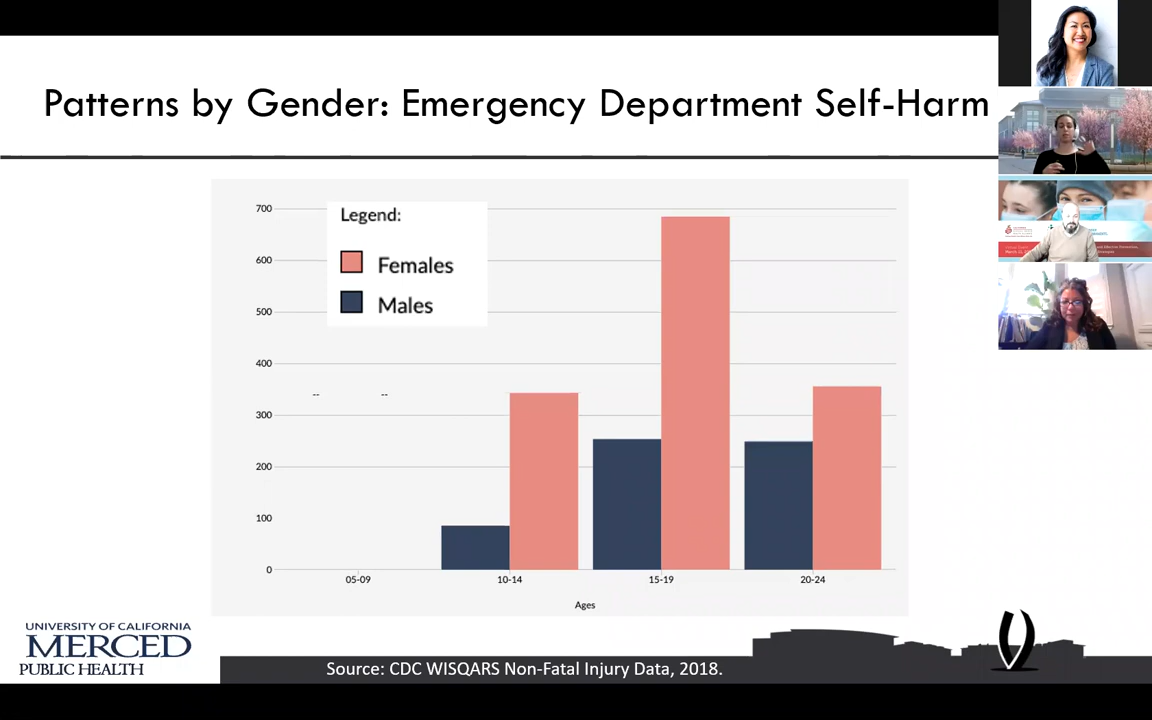 Patterns by Gender: Emergency Department Self-Harm
Legend:
Females
Males
700
600
500
400
300
200
100
0
--
--
05-09
10-14
15-19
20-24
Ages
UNIVERSITY OF CALIFORNIA
MERCED
PUBLIC HEALTH
Source: CDC WISQARS Non-Fatal Injury Data, 2018.